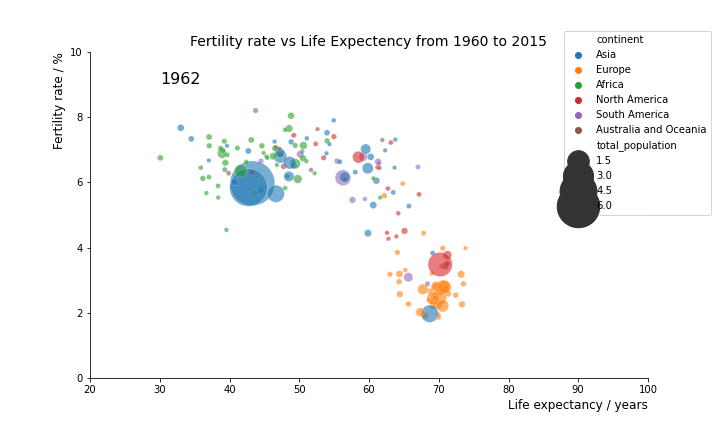 Fertility rate vs Life Expectency from 1960 to 2015
continent
Asia
Europe
Africa
North America
South America
Australia and Oceania
total_population
1.5
3.0
4.5
6.0
1962
Fertility rate / %
10
8
6
4
2
0
20
30
40
50
60
70
80
90
100
Life expectancy / years